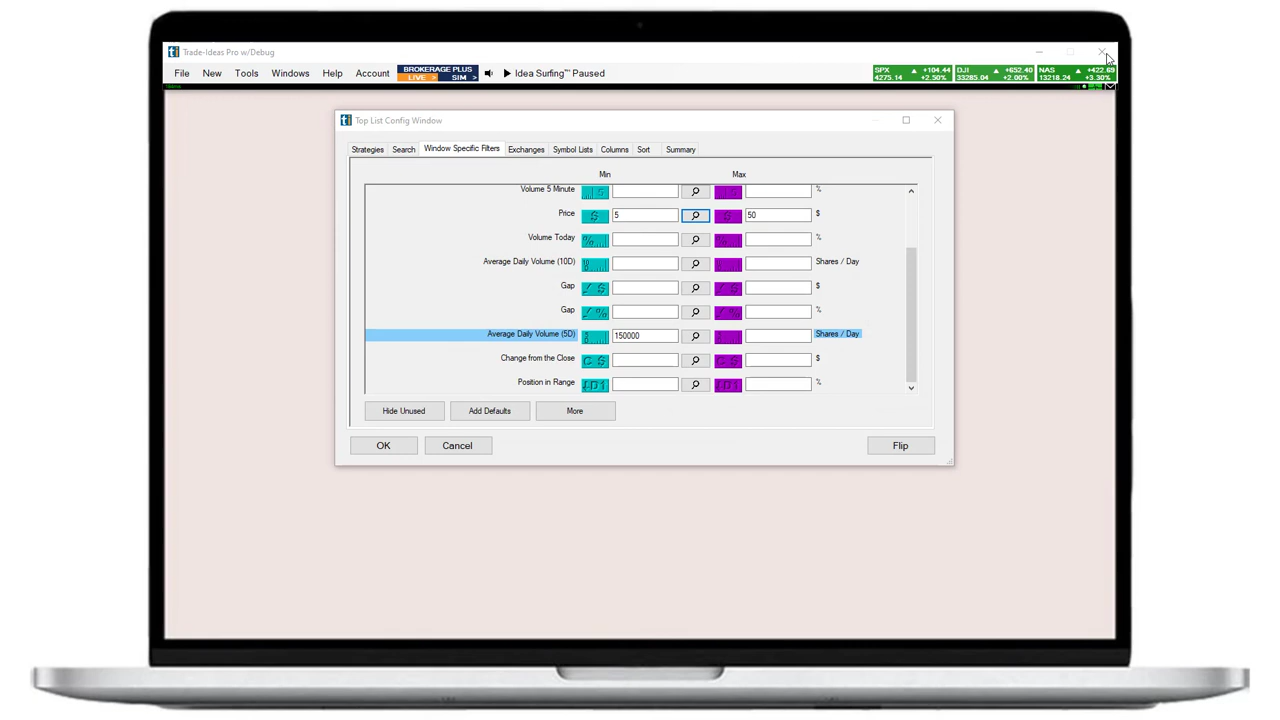 Trade-Ideas Pro w/Debug
File New Tools Windows Help Account BROKERAGE PLUS LIVE > SIM > Idea Surfing™ Paused
SPX ▲ +104.44 DJI ▲ +652.40 NAS ▲ +422.69
4275.14 +2.50% 33285.04 +2.00% 13218.24 +3.30%
Top List Config Window
Strategies Search Window Specific Filters Exchanges Symbol Lists Columns Sort Summary
Min Max
Volume 5 Minute %
Price $ 5 $ 50 $
Volume Today % %
Average Daily Volume (10D) Shares / Day
Gap $ $ $
Gap % % %
Average Daily Volume (5D) 150000 Shares / Day
Change from the Close C $ C $ $
Position in Range %
Hide Unused Add Defaults More
OK Cancel Flip